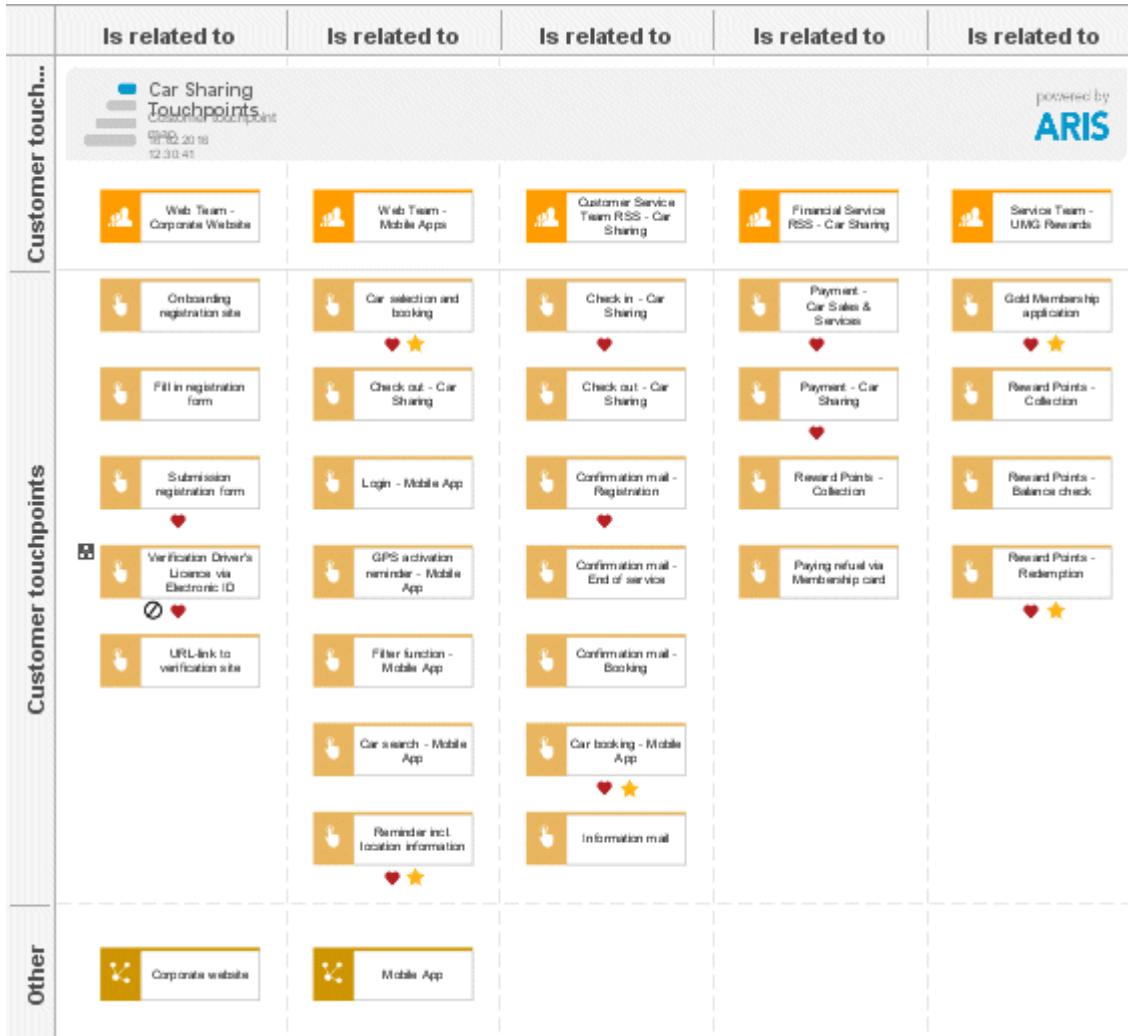 Is related to
Is related to
Is related to
Is related to
Is related to
Customer touch...
Car Sharing
Touchpoints
Customer touchpoint
map
12:30:41
powered by
ARIS
Web Team -
Corporate Website
Web Team -
Mobile Apps
Customer Service
Team RSS - Car
Sharing
Financial Service
RSS - Car Sharing
Service Team -
UMG Rewards
Customer touchpoints
Onboarding
registration site
Car selection and
booking
Check in - Car
Sharing
Payment -
Car Sales &
Services
Gold Membership
application
Fill in registration
form
Check out - Car
Sharing
Check out - Car
Sharing
Payment - Car
Sharing
Reward Points -
Collection
Submission
registration form
Login - Mobile App
Confirmation mail -
Registration
Reward Points -
Collection
Reward Points -
Balance check
Verification Driver's
Licence via
Electronic ID
GPS activation
reminder - Mobile
App
Confirmation mail -
End of service
Paying refuel via
Membership card
Reward Points -
Redemption
URL-link to
verification site
Filter function -
Mobile App
Confirmation mail -
Booking
Car search - Mobile
App
Car booking - Mobile
App
Reminder incl.
location information
Information mail
Other
Corporate website
Mobile App